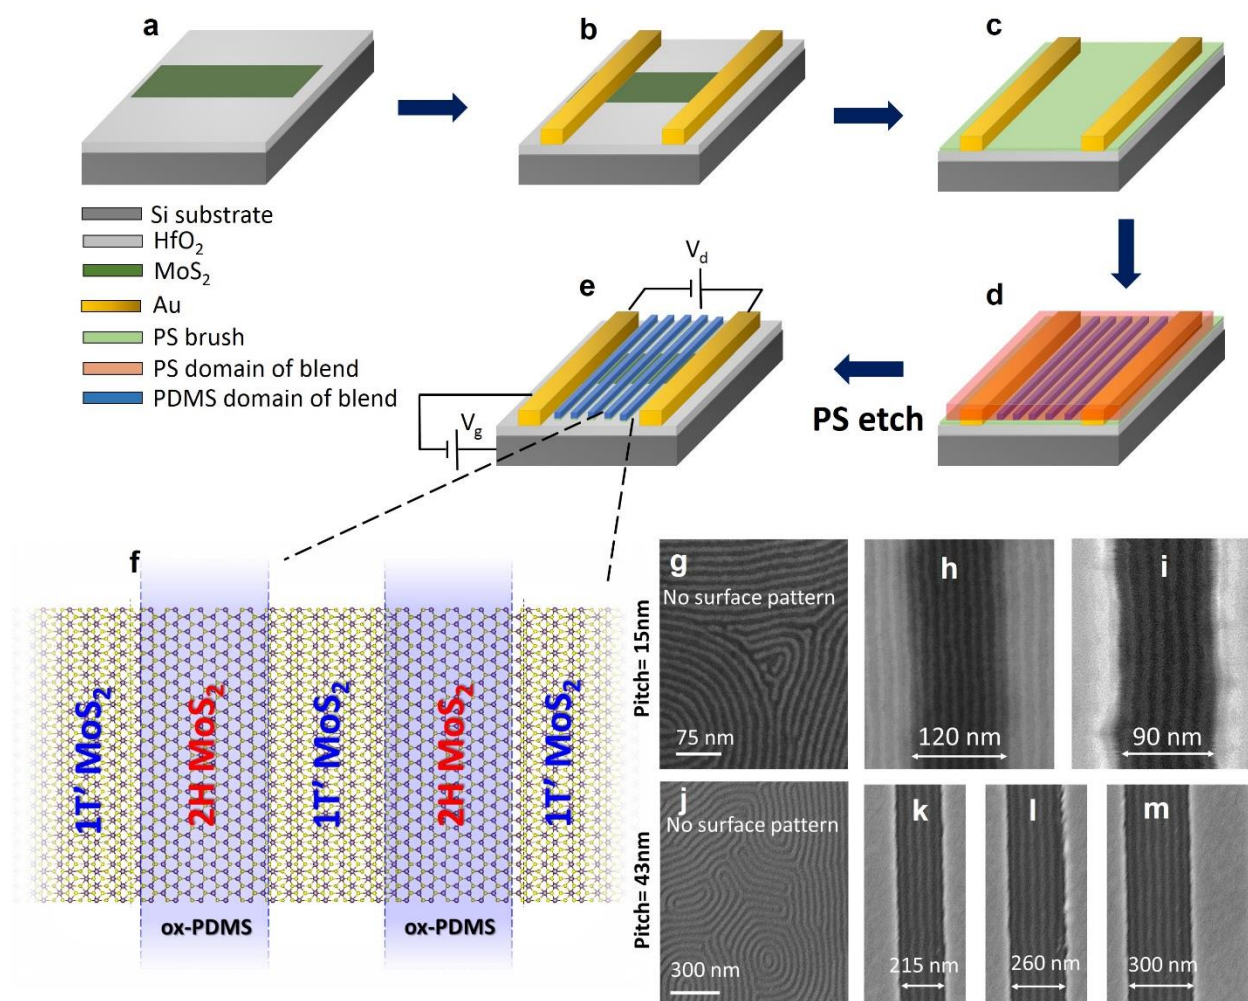 a
b
c
Si substrate
HfO₂
MoS₂
Au
PS brush
PS domain of blend
PDMS domain of blend
V_d
e
V_g
d
PS etch
f
1T′ MoS₂
2H MoS₂
1T′ MoS₂
2H MoS₂
1T′ MoS₂
ox-PDMS
ox-PDMS
Pitch= 15nm
g
No surface pattern
75 nm
h
120 nm
i
90 nm
Pitch= 43nm
j
No surface pattern
300 nm
k
215 nm
l
260 nm
m
300 nm